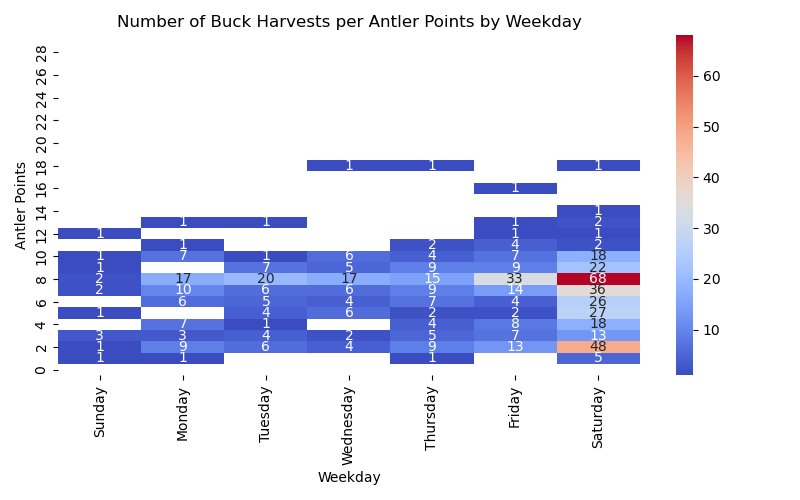 Number of Buck Harvests per Antler Points by Weekday
Antler Points
28
26
24
22
20
18 1 1 1
16 1
14 1
1 1 1 2
12 1 1 1
1 2 4 2
10 1 7 1 6 4 7 18
1 7 5 9 9 22
8 2 17 20 17 15 33 68
2 10 6 6 9 14 36
6 6 5 4 7 4 26
1 4 6 2 2 27
4 7 1 4 8 18
3 3 4 2 5 7 13
2 1 9 6 4 9 13 48
1 1 1 5
0
Sunday Monday Tuesday Wednesday Thursday Friday Saturday
Weekday
60
50
40
30
20
10